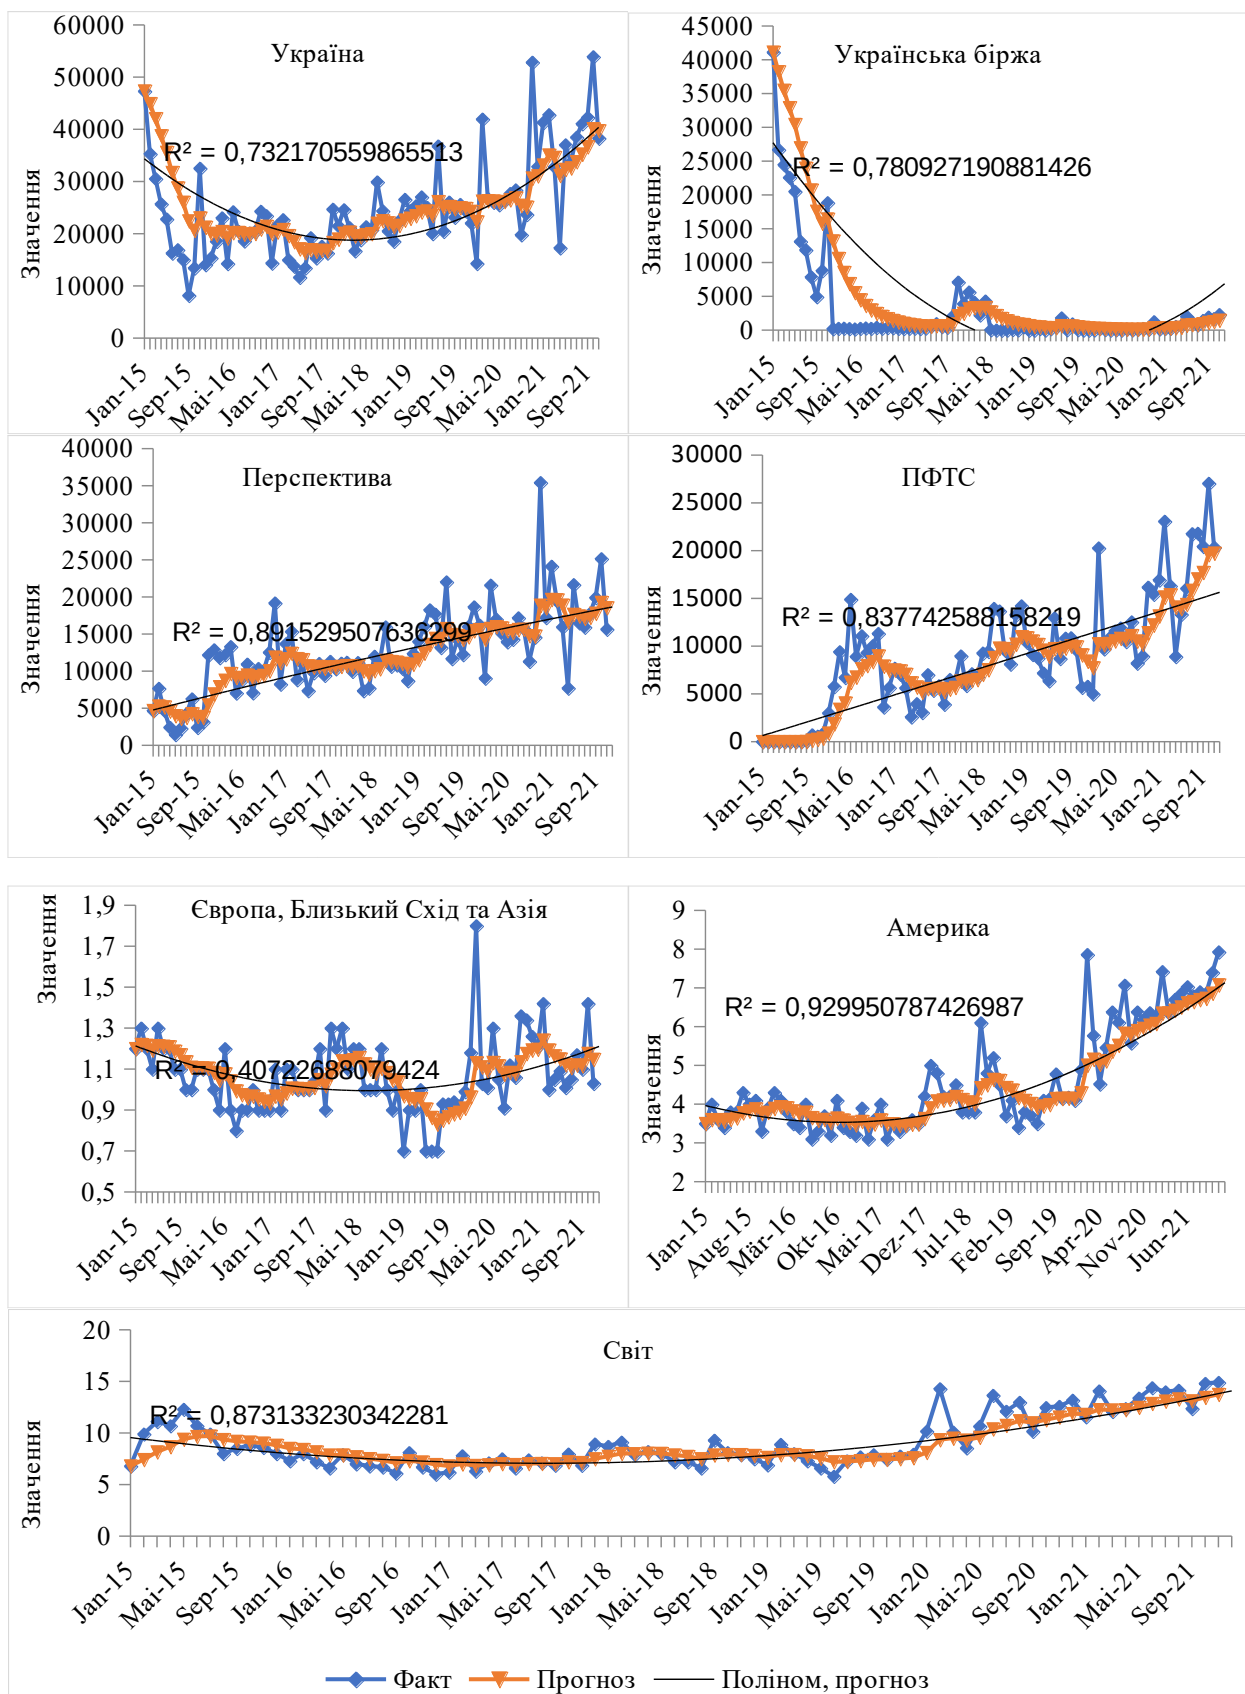 Україна
Значення
60000
50000
40000
30000
20000
10000
0
R² = 0,732170559865513
Jan-15
Sep-15
Mai-16
Jan-17
Sep-17
Mai-18
Jan-19
Sep-19
Mai-20
Jan-21
Sep-21
Українська біржа
Значення
45000
40000
35000
30000
25000
20000
15000
10000
5000
0
R² = 0,780927190881426
Jan-15
Sep-15
Mai-16
Jan-17
Sep-17
Mai-18
Jan-19
Sep-19
Mai-20
Jan-21
Sep-21
Перспектива
Значення
40000
35000
30000
25000
20000
15000
10000
5000
0
R² = 0,891529507636299
Jan-15
Sep-15
Mai-16
Jan-17
Sep-17
Mai-18
Jan-19
Sep-19
Mai-20
Jan-21
Sep-21
ПФТС
Значення
30000
25000
20000
15000
10000
5000
0
R² = 0,837742588158219
Jan-15
Sep-15
Mai-16
Jan-17
Sep-17
Mai-18
Jan-19
Sep-19
Mai-20
Jan-21
Sep-21
Європа, Близький Схід та Азія
Значення
1,9
1,7
1,5
1,3
1,1
0,9
0,7
0,5
R² = 0,40722688079424
Jan-15
Sep-15
Mai-16
Jan-17
Sep-17
Mai-18
Jan-19
Sep-19
Mai-20
Jan-21
Sep-21
Америка
Значення
9
8
7
6
5
4
3
2
R² = 0,929950787426987
Jan-15
Aug-15
Mär-16
Okt-16
Mai-17
Dez-17
Jul-18
Feb-19
Sep-19
Apr-20
Nov-20
Jun-21
Світ
Значення
20
15
10
5
0
R² = 0,873133230342281
Jan-15
Mai-15
Sep-15
Jan-16
Mai-16
Sep-16
Jan-17
Mai-17
Sep-17
Jan-18
Mai-18
Sep-18
Jan-19
Mai-19
Sep-19
Jan-20
Mai-20
Sep-20
Jan-21
Mai-21
Sep-21
Факт
Прогноз
Поліном, прогноз